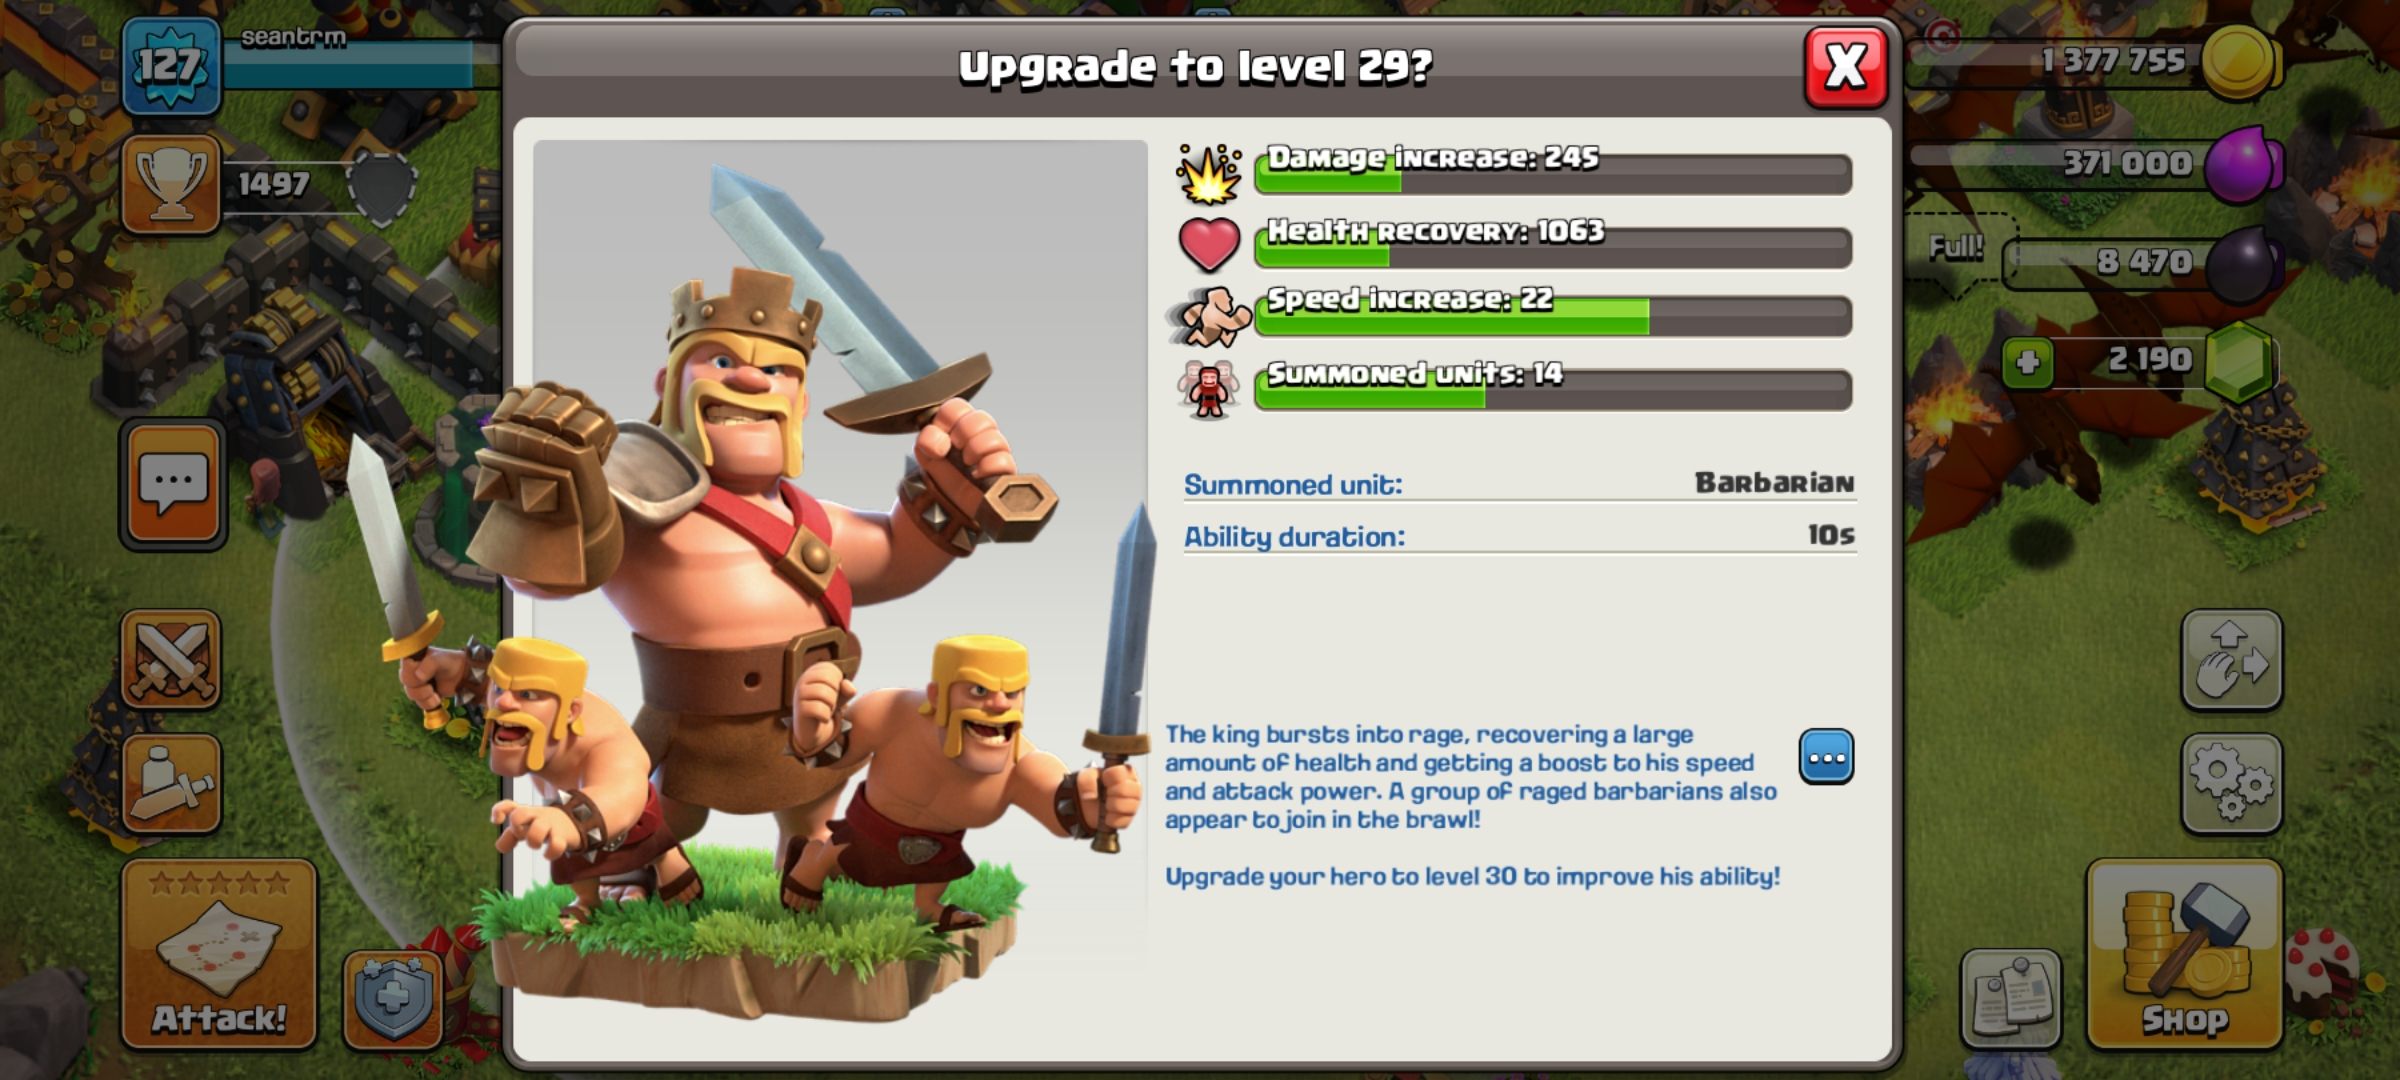 127
seantrm
1497
Attack!
Upgrade to level 29?
X
Damage increase: 245
Health recovery: 1063
Speed increase: 22
Summoned units: 14
Summoned unit: Barbarian
Ability duration: 10s
The king bursts into rage, recovering a large
amount of health and getting a boost to his speed
and attack power. A group of raged barbarians also
appear to join in the brawl!
Upgrade your hero to level 30 to improve his ability!
1 377 755
371 000
Full!
8 470
2 190
Shop